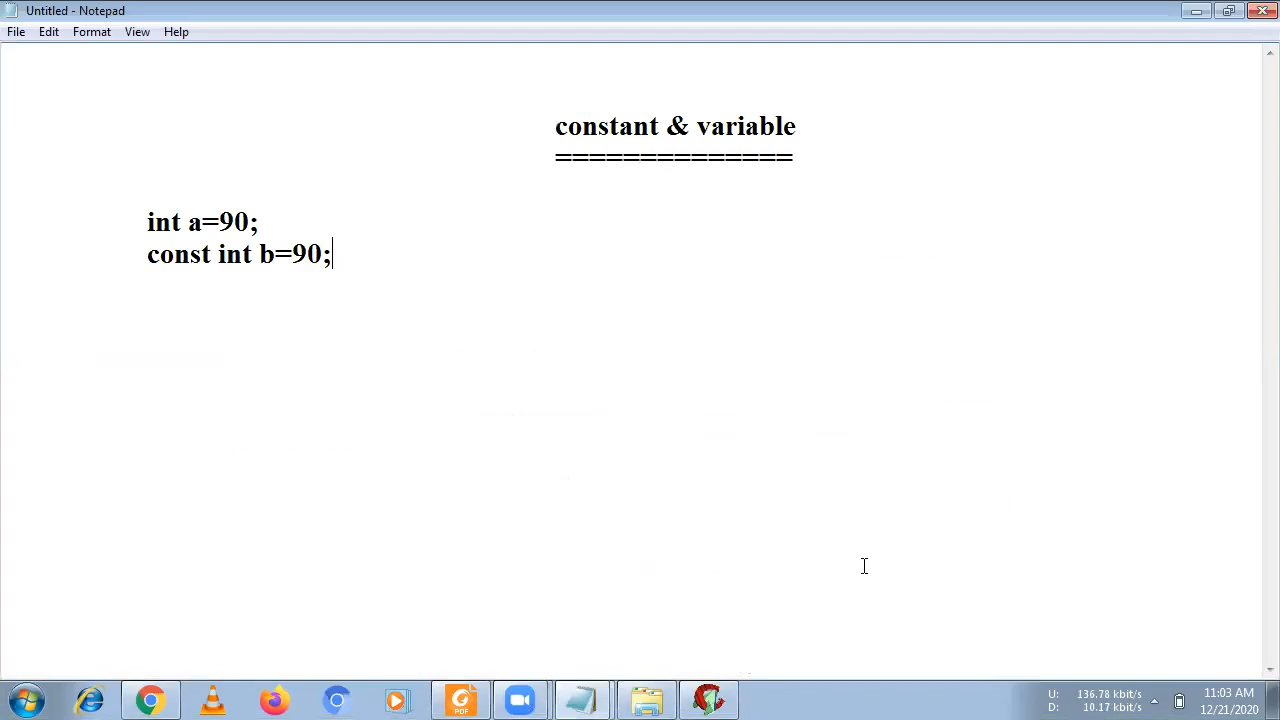 Untitled - Notepad
File Edit Format View Help
constant & variable
==============
int a=90;
const int b=90;
PDF
U: 136.78 kbit/s
D: 10.17 kbit/s
11:03 AM
12/21/2020